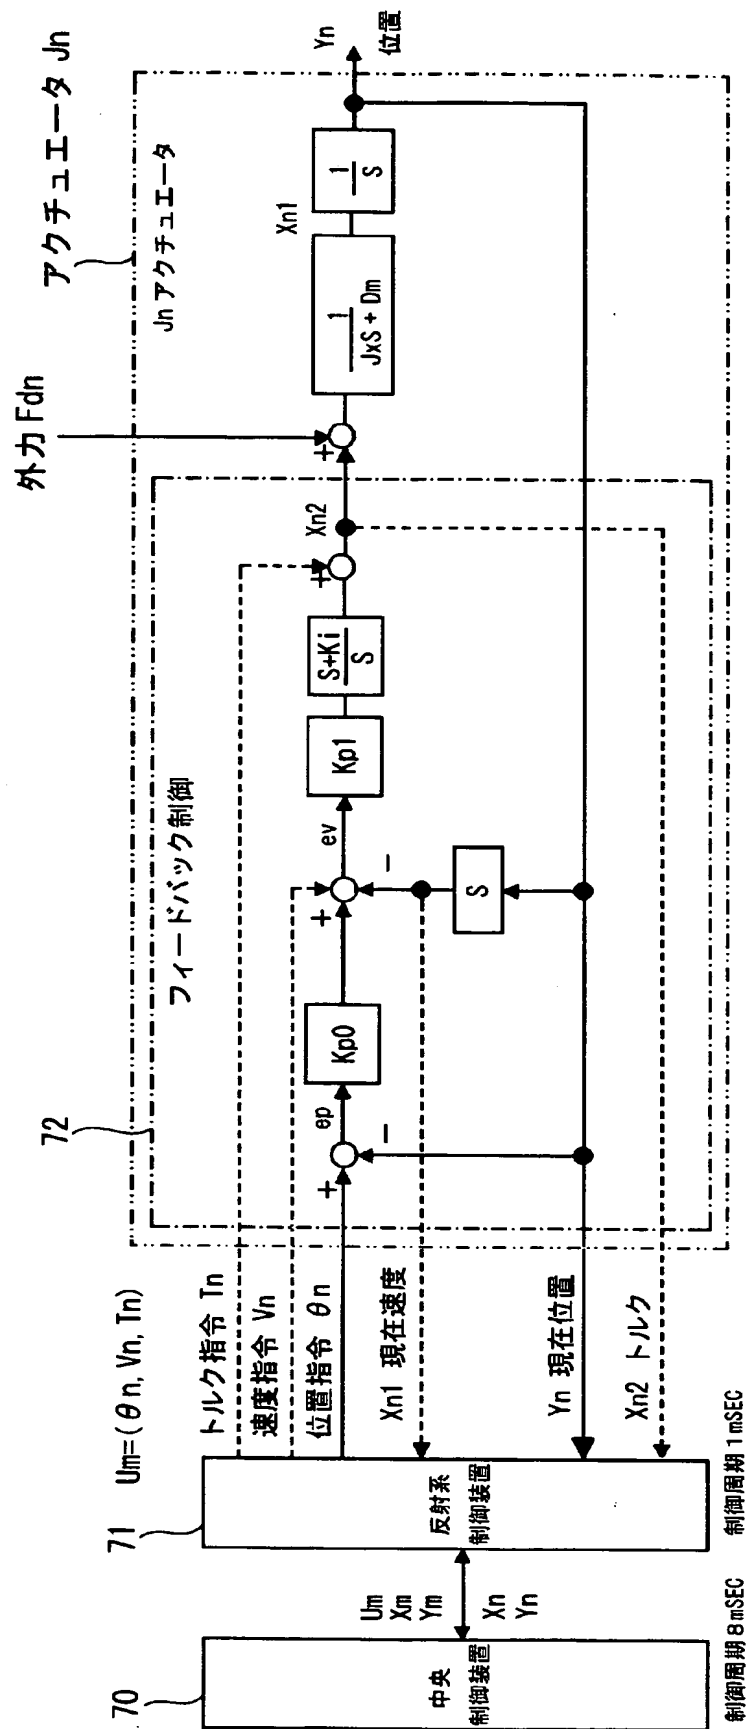 アクチュエータ Jn
外力 Fdn
72
Um=(θn, Vn, Tn)
71
70
Jnアクチュエータ
フィードバック制御
トルク指令 Tn
速度指令 Vn
位置指令 θn
+
ep
−
Kp0
+
ev
−
Kp1
S+Ki
S
+
Xn2
+
1
JxS + Dm
Xn1
1
S
Yn
位置
S
Xn1 現在速度
Yn 現在位置
Xn2 トルク
反射系
制御装置
制御周期 1mSEC
Um
Xm
Ym
Xn
Yn
中央
制御装置
制御周期 8mSEC